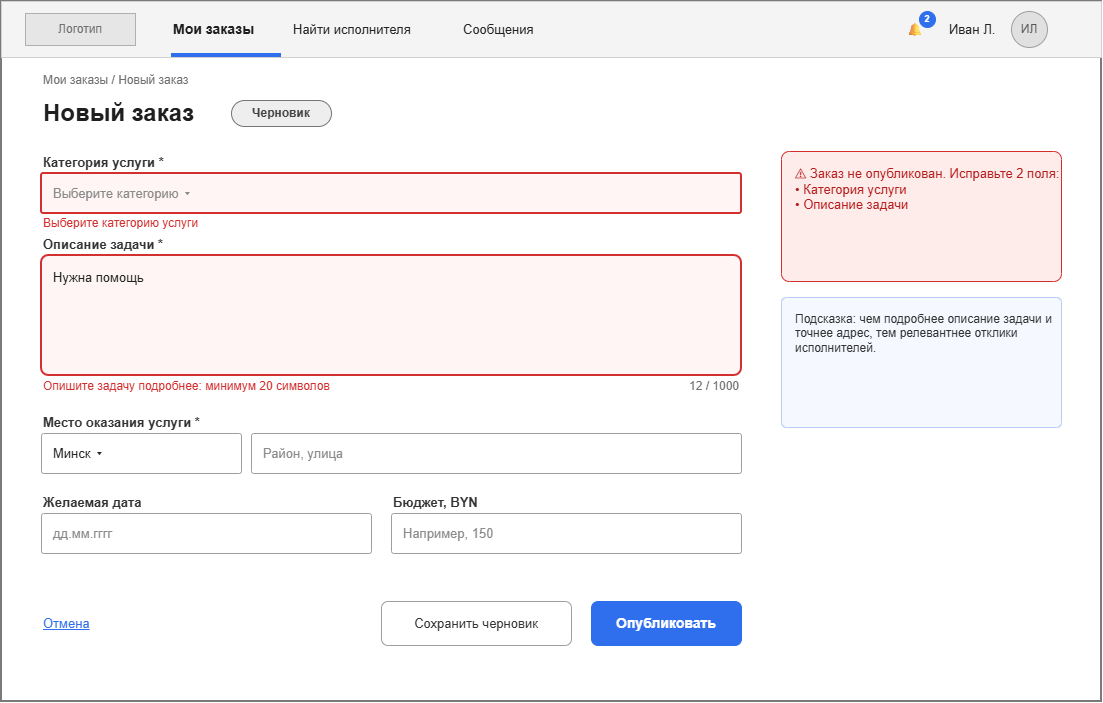 Логотип
Мои заказы
Найти исполнителя
Сообщения
2
Иван Л.
ИЛ
Мои заказы / Новый заказ
Новый заказ
Черновик
Категория услуги *
Выберите категорию
Выберите категорию услуги
Описание задачи *
Нужна помощь
Опишите задачу подробнее: минимум 20 символов
12 / 1000
Место оказания услуги *
Минск
Район, улица
Желаемая дата
Бюджет, BYN
дд.мм.гггг
Например, 150
Отмена
Сохранить черновик
Опубликовать
⚠ Заказ не опубликован. Исправьте 2 поля:
• Категория услуги
• Описание задачи
Подсказка: чем подробнее описание задачи и
точнее адрес, тем релевантнее отклики
исполнителей.